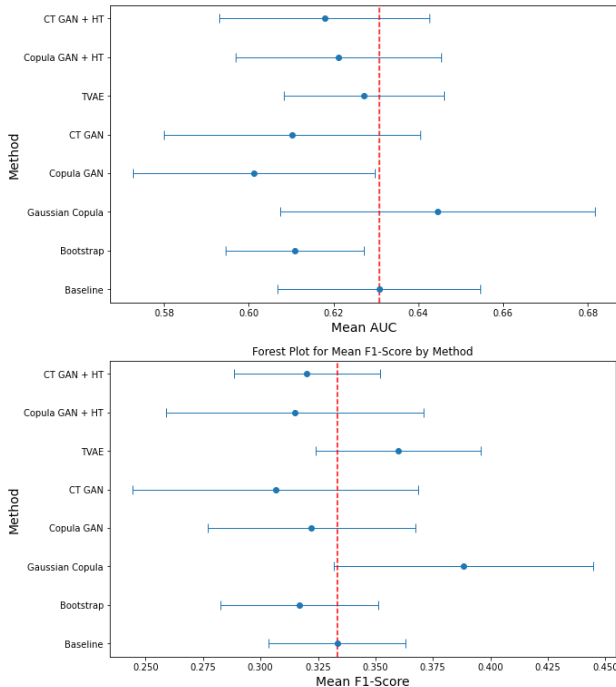 CT GAN + HT
Copula GAN + HT
TVAE
CT GAN
Copula GAN
Gaussian Copula
Bootstrap
Baseline
Method
0.58 0.60 0.62 0.64 0.66 0.68
Mean AUC
Forest Plot for Mean F1-Score by Method
CT GAN + HT
Copula GAN + HT
TVAE
CT GAN
Copula GAN
Gaussian Copula
Bootstrap
Baseline
Method
0.250 0.275 0.300 0.325 0.350 0.375 0.400 0.425 0.450
Mean F1-Score